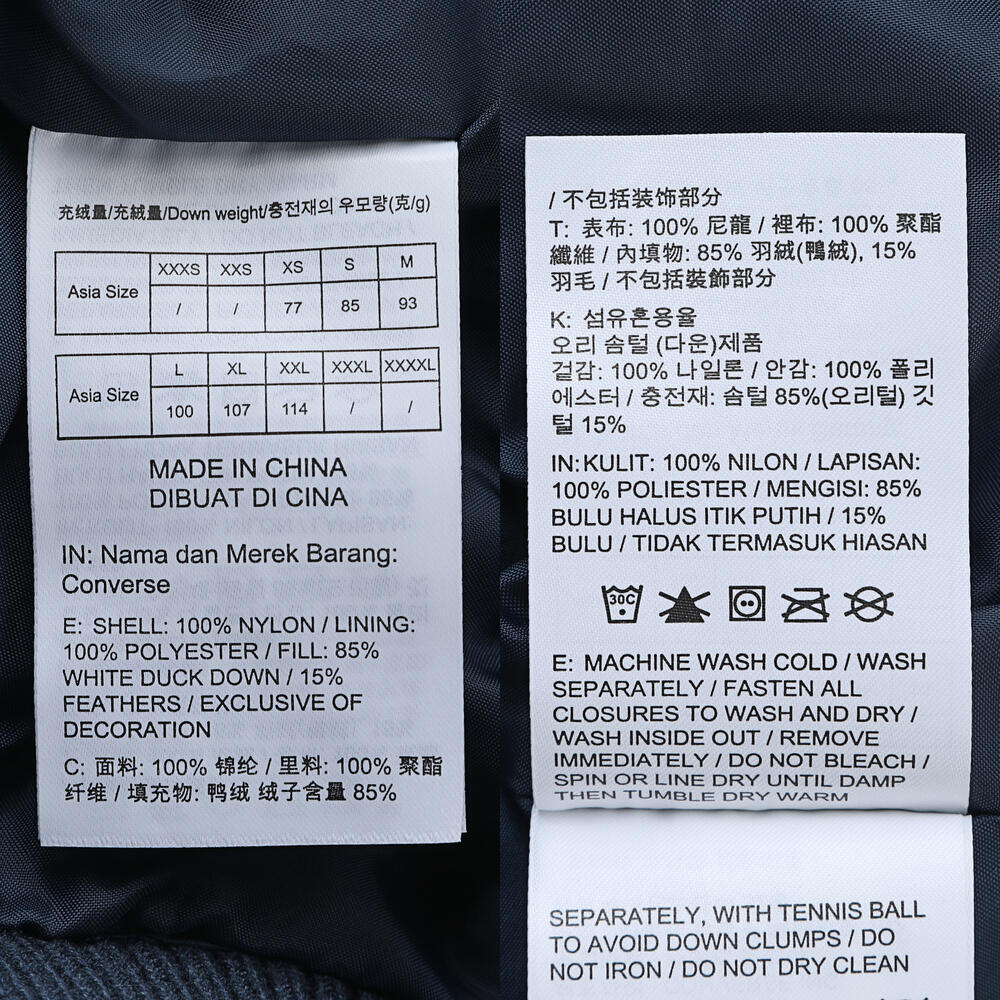 充绒量/充絨量/Down weight/충전재의 우모량(克/g)
Asia Size XXXS XXS XS S M
/ / 77 85 93
Asia Size L XL XXL XXXL XXXXL
100 107 114 / /
MADE IN CHINA
DIBUAT DI CINA
IN: Nama dan Merek Barang:
Converse
E: SHELL: 100% NYLON / LINING:
100% POLYESTER / FILL: 85%
WHITE DUCK DOWN / 15%
FEATHERS / EXCLUSIVE OF
DECORATION
C: 面料: 100% 锦纶 / 里料: 100% 聚酯
纤维 / 填充物: 鸭绒 绒子含量 85%
/ 不包括装饰部分
T: 表布: 100% 尼龍 / 裡布: 100% 聚酯
纖維 / 內填物: 85% 羽絨(鴨絨), 15%
羽毛 / 不包括裝飾部分
K: 섬유혼용율
오리 솜털 (다운)제품
겉감: 100% 나일론 / 안감: 100% 폴리
에스터 / 충전재: 솜털 85%(오리털) 깃
털 15%
IN:KULIT: 100% NILON / LAPISAN:
100% POLIESTER / MENGISI: 85%
BULU HALUS ITIK PUTIH / 15%
BULU / TIDAK TERMASUK HIASAN
30C
E: MACHINE WASH COLD / WASH
SEPARATELY / FASTEN ALL
CLOSURES TO WASH AND DRY /
WASH INSIDE OUT / REMOVE
IMMEDIATELY / DO NOT BLEACH /
SPIN OR LINE DRY UNTIL DAMP
THEN TUMBLE DRY WARM
SEPARATELY, WITH TENNIS BALL
TO AVOID DOWN CLUMPS / DO
NOT IRON / DO NOT DRY CLEAN